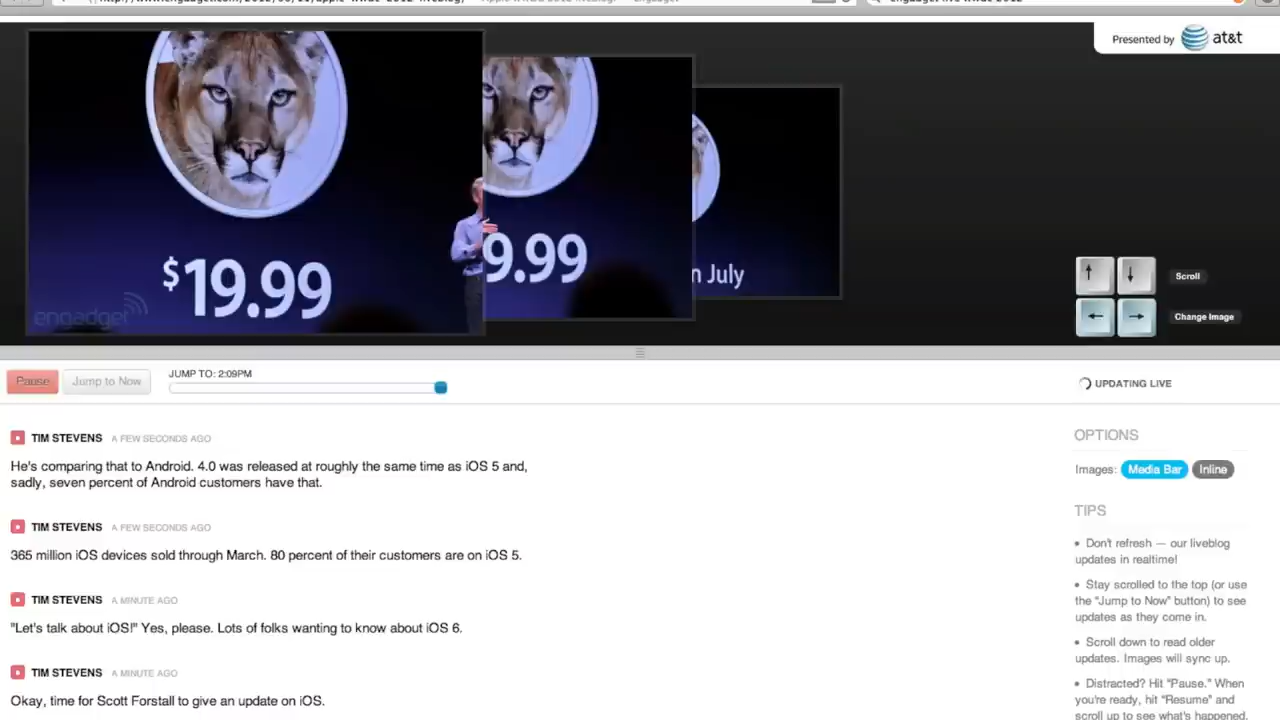 Presented by at&t
$19.99
9.99
n July
engadget
Scroll
Change Image
Pause
Jump to Now
JUMP TO: 2:09PM
UPDATING LIVE
TIM STEVENS A FEW SECONDS AGO
He's comparing that to Android. 4.0 was released at roughly the same time as iOS 5 and,
sadly, seven percent of Android customers have that.
TIM STEVENS A FEW SECONDS AGO
365 million iOS devices sold through March. 80 percent of their customers are on iOS 5.
TIM STEVENS A MINUTE AGO
"Let's talk about iOS!" Yes, please. Lots of folks wanting to know about iOS 6.
TIM STEVENS A MINUTE AGO
Okay, time for Scott Forstall to give an update on iOS.
OPTIONS
Images: Media Bar Inline
TIPS
• Don't refresh — our liveblog
updates in realtime!
• Stay scrolled to the top (or use
the "Jump to Now" button) to see
updates as they come in.
• Scroll down to read older
updates. Images will sync up.
• Distracted? Hit "Pause." When
you're ready, hit "Resume" and
scroll up to see what's happened.